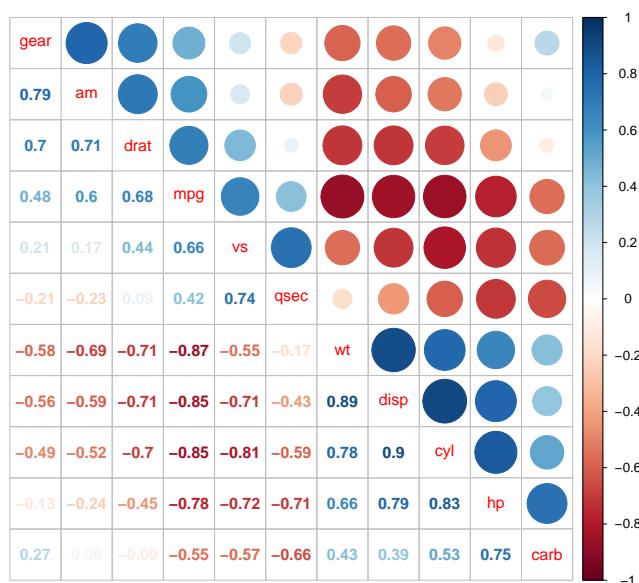 gear
0.79 am
0.7 0.71 drat
0.48 0.6 0.68 mpg
0.21 0.17 0.44 0.66 vs
−0.21 −0.23 0.09 0.42 0.74 qsec
−0.58 −0.69 −0.71 −0.87 −0.55 −0.17 wt
−0.56 −0.59 −0.71 −0.85 −0.71 −0.43 0.89 disp
−0.49 −0.52 −0.7 −0.85 −0.81 −0.59 0.78 0.9 cyl
−0.13 −0.24 −0.45 −0.78 −0.72 −0.71 0.66 0.79 0.83 hp
0.27 0.06 −0.09 −0.55 −0.57 −0.66 0.43 0.39 0.53 0.75 carb
1
0.8
0.6
0.4
0.2
0
−0.2
−0.4
−0.6
−0.8
−1